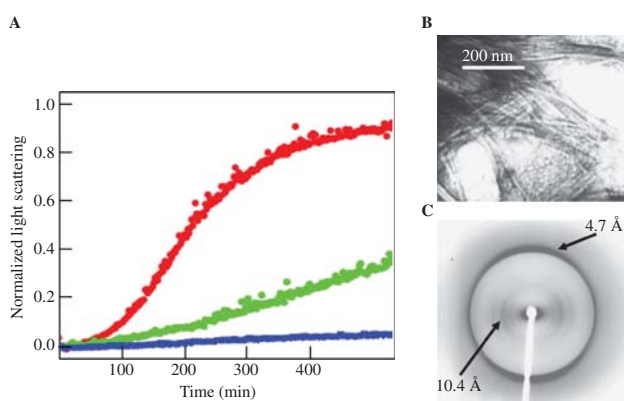 A
Normalized light scattering
1.0
0.8
0.6
0.4
0.2
0.0
100 200 300 400
Time (min)
B
200 nm
C
4.7 Å
10.4 Å